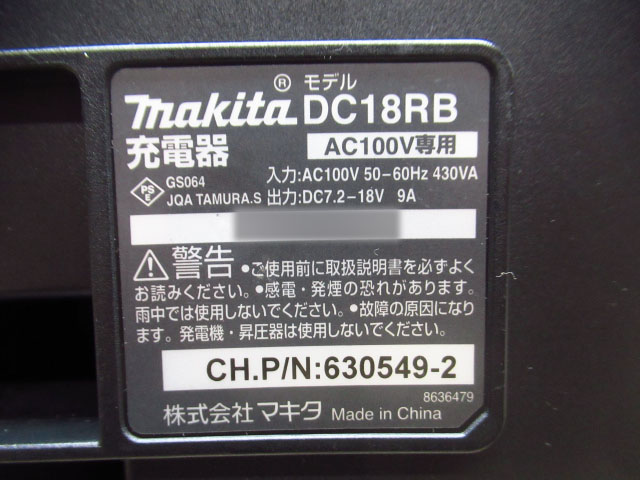 makita® モデル DC18RB
充電器 AC100V専用
PS E GS064 入力:AC100V 50-60Hz 430VA
JQA TAMURA.S 出力:DC7.2-18V 9A
警告 •ご使用前に取扱説明書を必ずよく
お読みください。•感電・発煙の恐れがあります。
雨中では使用しないでください。•故障の原因になり
ます。発電機・昇圧器は使用しないでください。
CH.P/N:630549-2
8636479
株式会社 マキタ Made in China